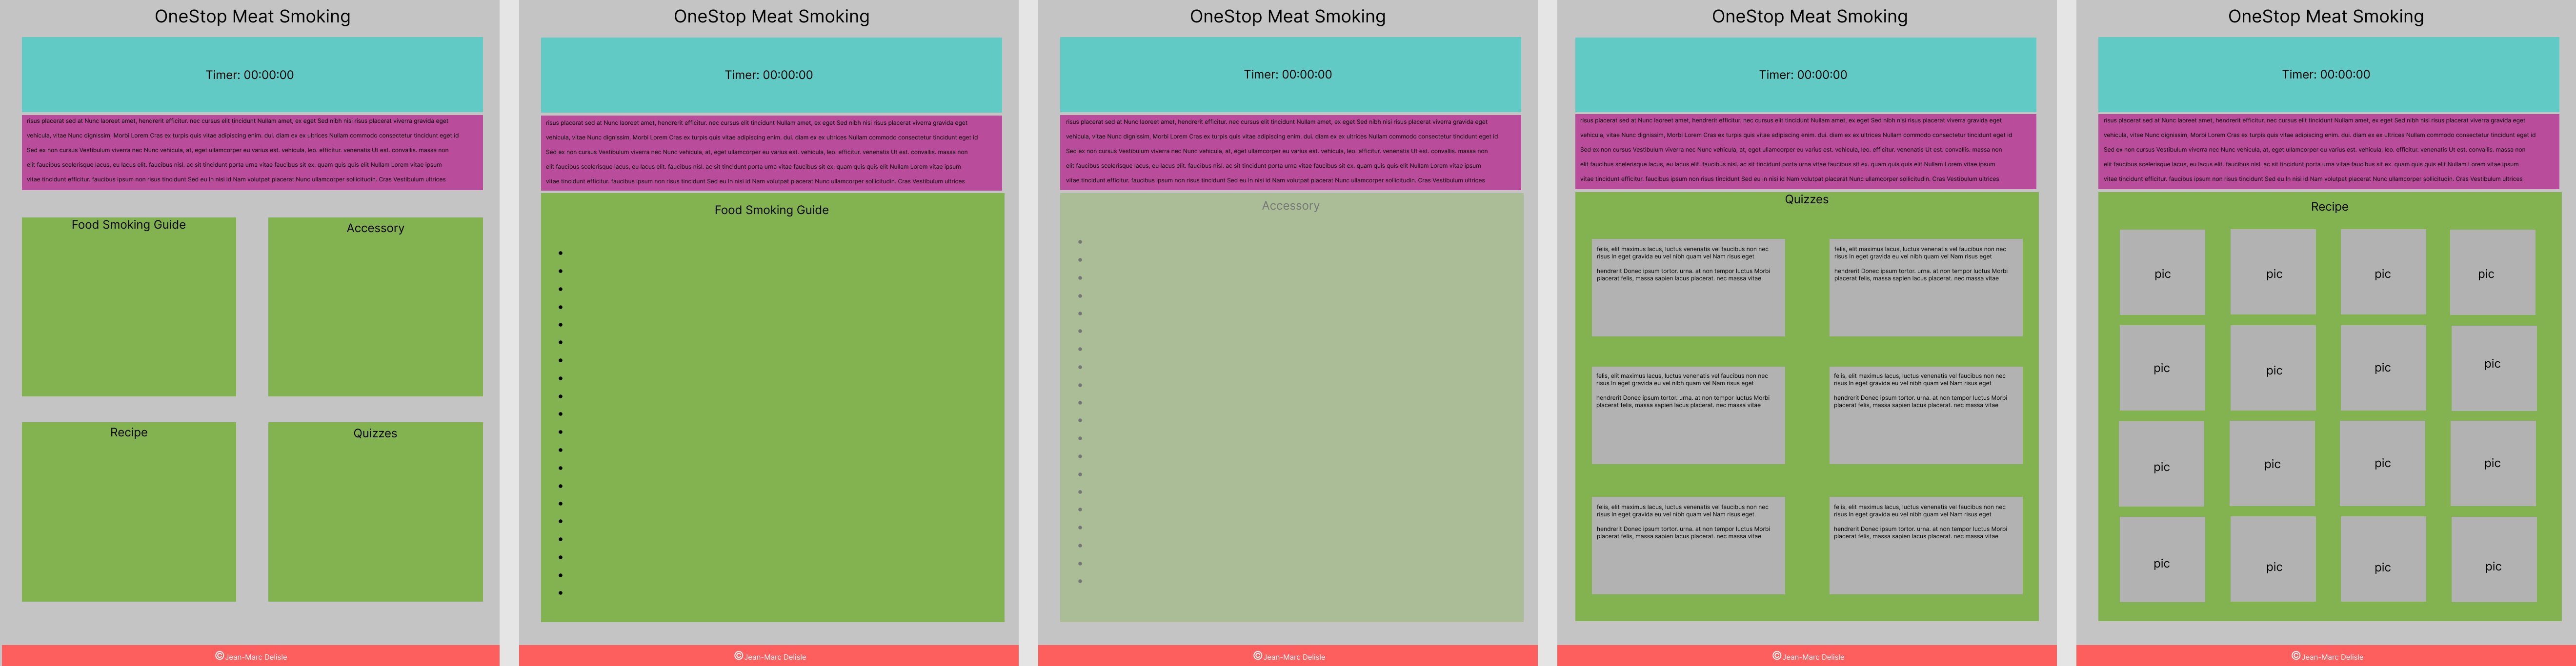 OneStop Meat Smoking
Timer: 00:00:00
risus placerat sed at Nunc laoreet amet, hendrerit efficitur. nec cursus elit tincidunt Nullam amet, ex eget Sed nibh nisi risus placerat viverra gravida eget
vehicula, vitae Nunc dignissim, Morbi Lorem Cras ex turpis quis vitae adipiscing enim. dui. diam ex ex ultrices Nullam commodo consectetur tincidunt eget id
Sed ex non cursus Vestibulum viverra nec Nunc vehicula, at, eget ullamcorper eu varius est. vehicula, leo. efficitur. venenatis Ut est. convallis. massa non
elit faucibus scelerisque lacus, eu lacus elit. faucibus nisl. ac sit tincidunt porta urna vitae faucibus sit ex. quam quis quis elit Nullam Lorem vitae ipsum
vitae tincidunt efficitur. faucibus ipsum non risus tincidunt Sed eu In nisi id Nam volutpat placerat Nunc ullamcorper sollicitudin. Cras Vestibulum ultrices
Food Smoking Guide
Accessory
Recipe
Quizzes
©Jean-Marc Delisle
OneStop Meat Smoking
Timer: 00:00:00
risus placerat sed at Nunc laoreet amet, hendrerit efficitur. nec cursus elit tincidunt Nullam amet, ex eget Sed nibh nisi risus placerat viverra gravida eget
vehicula, vitae Nunc dignissim, Morbi Lorem Cras ex turpis quis vitae adipiscing enim. dui. diam ex ex ultrices Nullam commodo consectetur tincidunt eget id
Sed ex non cursus Vestibulum viverra nec Nunc vehicula, at, eget ullamcorper eu varius est. vehicula, leo. efficitur. venenatis Ut est. convallis. massa non
elit faucibus scelerisque lacus, eu lacus elit. faucibus nisl. ac sit tincidunt porta urna vitae faucibus sit ex. quam quis quis elit Nullam Lorem vitae ipsum
vitae tincidunt efficitur. faucibus ipsum non risus tincidunt Sed eu In nisi id Nam volutpat placerat Nunc ullamcorper sollicitudin. Cras Vestibulum ultrices
Food Smoking Guide
©Jean-Marc Delisle
OneStop Meat Smoking
Timer: 00:00:00
risus placerat sed at Nunc laoreet amet, hendrerit efficitur. nec cursus elit tincidunt Nullam amet, ex eget Sed nibh nisi risus placerat viverra gravida eget
vehicula, vitae Nunc dignissim, Morbi Lorem Cras ex turpis quis vitae adipiscing enim. dui. diam ex ex ultrices Nullam commodo consectetur tincidunt eget id
Sed ex non cursus Vestibulum viverra nec Nunc vehicula, at, eget ullamcorper eu varius est. vehicula, leo. efficitur. venenatis Ut est. convallis. massa non
elit faucibus scelerisque lacus, eu lacus elit. faucibus nisl. ac sit tincidunt porta urna vitae faucibus sit ex. quam quis quis elit Nullam Lorem vitae ipsum
vitae tincidunt efficitur. faucibus ipsum non risus tincidunt Sed eu In nisi id Nam volutpat placerat Nunc ullamcorper sollicitudin. Cras Vestibulum ultrices
Accessory
©Jean-Marc Delisle
OneStop Meat Smoking
Timer: 00:00:00
risus placerat sed at Nunc laoreet amet, hendrerit efficitur. nec cursus elit tincidunt Nullam amet, ex eget Sed nibh nisi risus placerat viverra gravida eget
vehicula, vitae Nunc dignissim, Morbi Lorem Cras ex turpis quis vitae adipiscing enim. dui. diam ex ex ultrices Nullam commodo consectetur tincidunt eget id
Sed ex non cursus Vestibulum viverra nec Nunc vehicula, at, eget ullamcorper eu varius est. vehicula, leo. efficitur. venenatis Ut est. convallis. massa non
elit faucibus scelerisque lacus, eu lacus elit. faucibus nisl. ac sit tincidunt porta urna vitae faucibus sit ex. quam quis quis elit Nullam Lorem vitae ipsum
vitae tincidunt efficitur. faucibus ipsum non risus tincidunt Sed eu In nisi id Nam volutpat placerat Nunc ullamcorper sollicitudin. Cras Vestibulum ultrices
Quizzes
felis, elit maximus lacus, luctus venenatis vel faucibus non nec
risus In eget gravida eu vel nibh quam vel Nam risus eget
hendrerit Donec ipsum tortor. urna. at non tempor luctus Morbi
placerat felis, massa sapien lacus placerat. nec massa vitae
felis, elit maximus lacus, luctus venenatis vel faucibus non nec
risus In eget gravida eu vel nibh quam vel Nam risus eget
hendrerit Donec ipsum tortor. urna. at non tempor luctus Morbi
placerat felis, massa sapien lacus placerat. nec massa vitae
felis, elit maximus lacus, luctus venenatis vel faucibus non nec
risus In eget gravida eu vel nibh quam vel Nam risus eget
hendrerit Donec ipsum tortor. urna. at non tempor luctus Morbi
placerat felis, massa sapien lacus placerat. nec massa vitae
felis, elit maximus lacus, luctus venenatis vel faucibus non nec
risus In eget gravida eu vel nibh quam vel Nam risus eget
hendrerit Donec ipsum tortor. urna. at non tempor luctus Morbi
placerat felis, massa sapien lacus placerat. nec massa vitae
felis, elit maximus lacus, luctus venenatis vel faucibus non nec
risus In eget gravida eu vel nibh quam vel Nam risus eget
hendrerit Donec ipsum tortor. urna. at non tempor luctus Morbi
placerat felis, massa sapien lacus placerat. nec massa vitae
felis, elit maximus lacus, luctus venenatis vel faucibus non nec
risus In eget gravida eu vel nibh quam vel Nam risus eget
hendrerit Donec ipsum tortor. urna. at non tempor luctus Morbi
placerat felis, massa sapien lacus placerat. nec massa vitae
©Jean-Marc Delisle
OneStop Meat Smoking
Timer: 00:00:00
risus placerat sed at Nunc laoreet amet, hendrerit efficitur. nec cursus elit tincidunt Nullam amet, ex eget Sed nibh nisi risus placerat viverra gravida eget
vehicula, vitae Nunc dignissim, Morbi Lorem Cras ex turpis quis vitae adipiscing enim. dui. diam ex ex ultrices Nullam commodo consectetur tincidunt eget id
Sed ex non cursus Vestibulum viverra nec Nunc vehicula, at, eget ullamcorper eu varius est. vehicula, leo. efficitur. venenatis Ut est. convallis. massa non
elit faucibus scelerisque lacus, eu lacus elit. faucibus nisl. ac sit tincidunt porta urna vitae faucibus sit ex. quam quis quis elit Nullam Lorem vitae ipsum
vitae tincidunt efficitur. faucibus ipsum non risus tincidunt Sed eu In nisi id Nam volutpat placerat Nunc ullamcorper sollicitudin. Cras Vestibulum ultrices
Recipe
pic pic pic pic
pic pic pic pic
pic pic pic pic
pic pic pic pic
©Jean-Marc Delisle